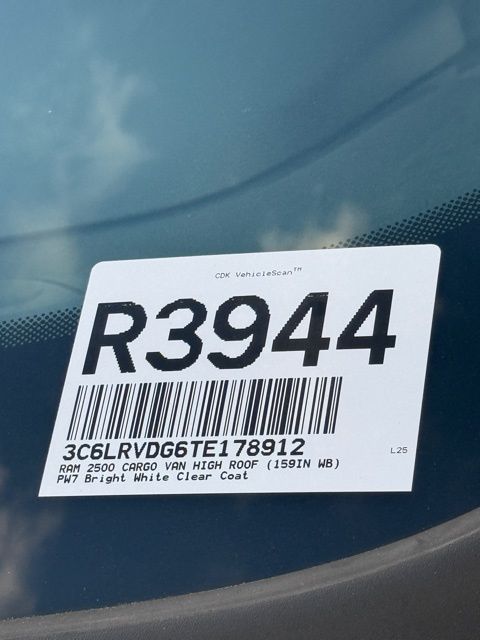 CDK VehicleScan™
R3944
3C6LRVDG6TE178912
RAM 2500 CARGO VAN HIGH ROOF (159IN WB)
PW7 Bright White Clear Coat
L25